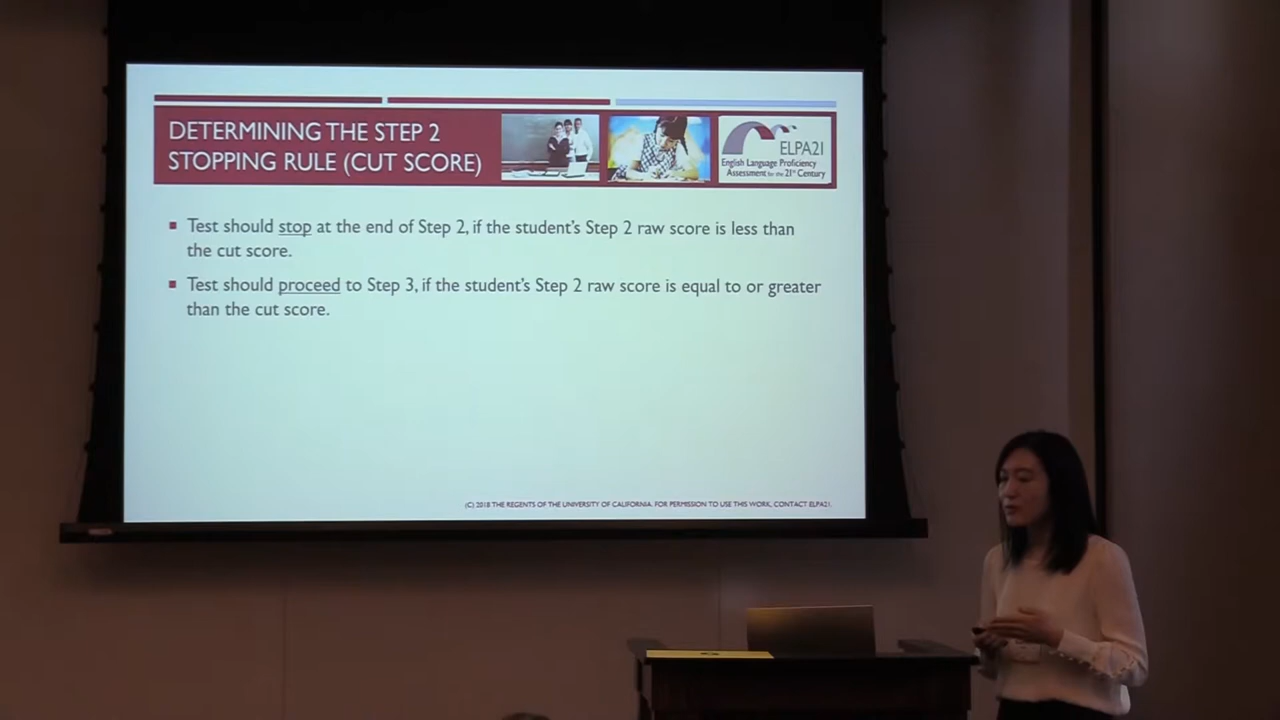 DETERMINING THE STEP 2
STOPPING RULE (CUT SCORE)
ELPA21
English Language Proficiency
Assessment for the 21st Century
Test should stop at the end of Step 2, if the student's Step 2 raw score is less than
the cut score.
Test should proceed to Step 3, if the student's Step 2 raw score is equal to or greater
than the cut score.
(C) 2018 THE REGENTS OF THE UNIVERSITY OF CALIFORNIA. FOR PERMISSION TO USE THIS WORK, CONTACT ELPA21.